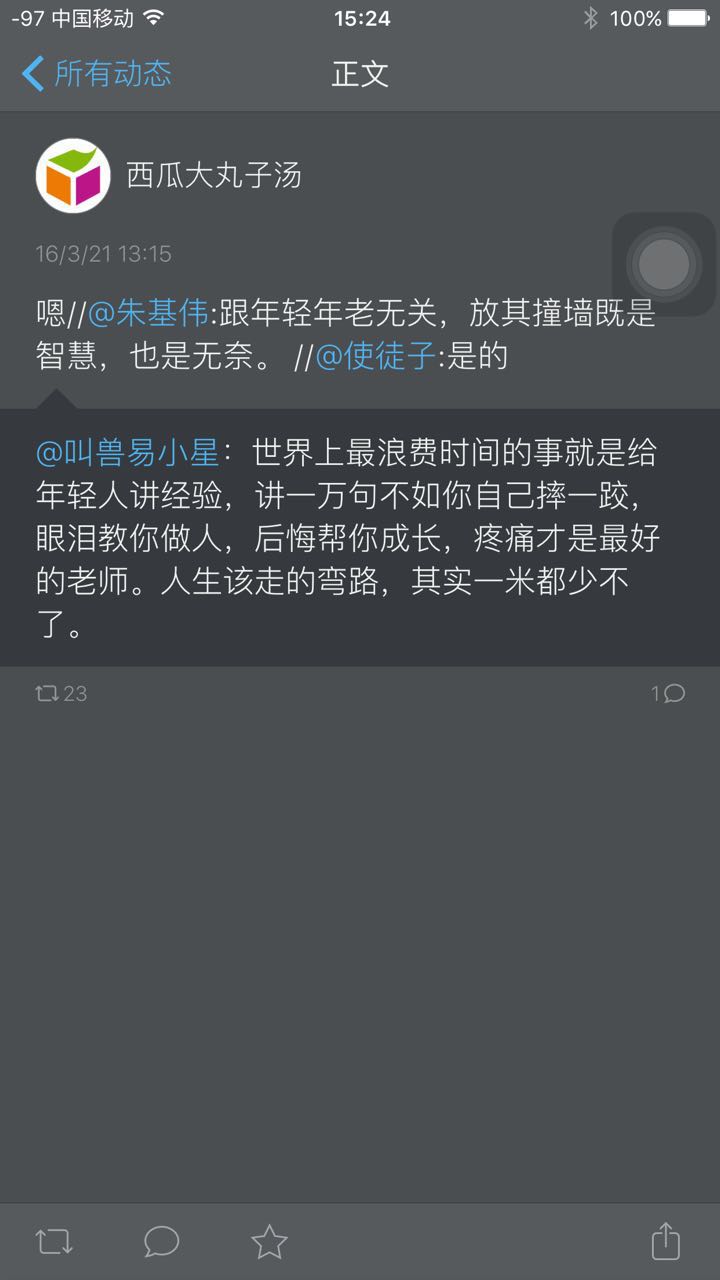 -97 中国移动 15:24 100%
所有动态 正文
西瓜大丸子汤
16/3/21 13:15
嗯//@朱基伟:跟年轻年老无关，放其撞墙既是
智慧，也是无奈。 //@使徒子:是的
@叫兽易小星：世界上最浪费时间的事就是给
年轻人讲经验，讲一万句不如你自己摔一跤，
眼泪教你做人，后悔帮你成长，疼痛才是最好
的老师。人生该走的弯路，其实一米都少不
了。
23 1